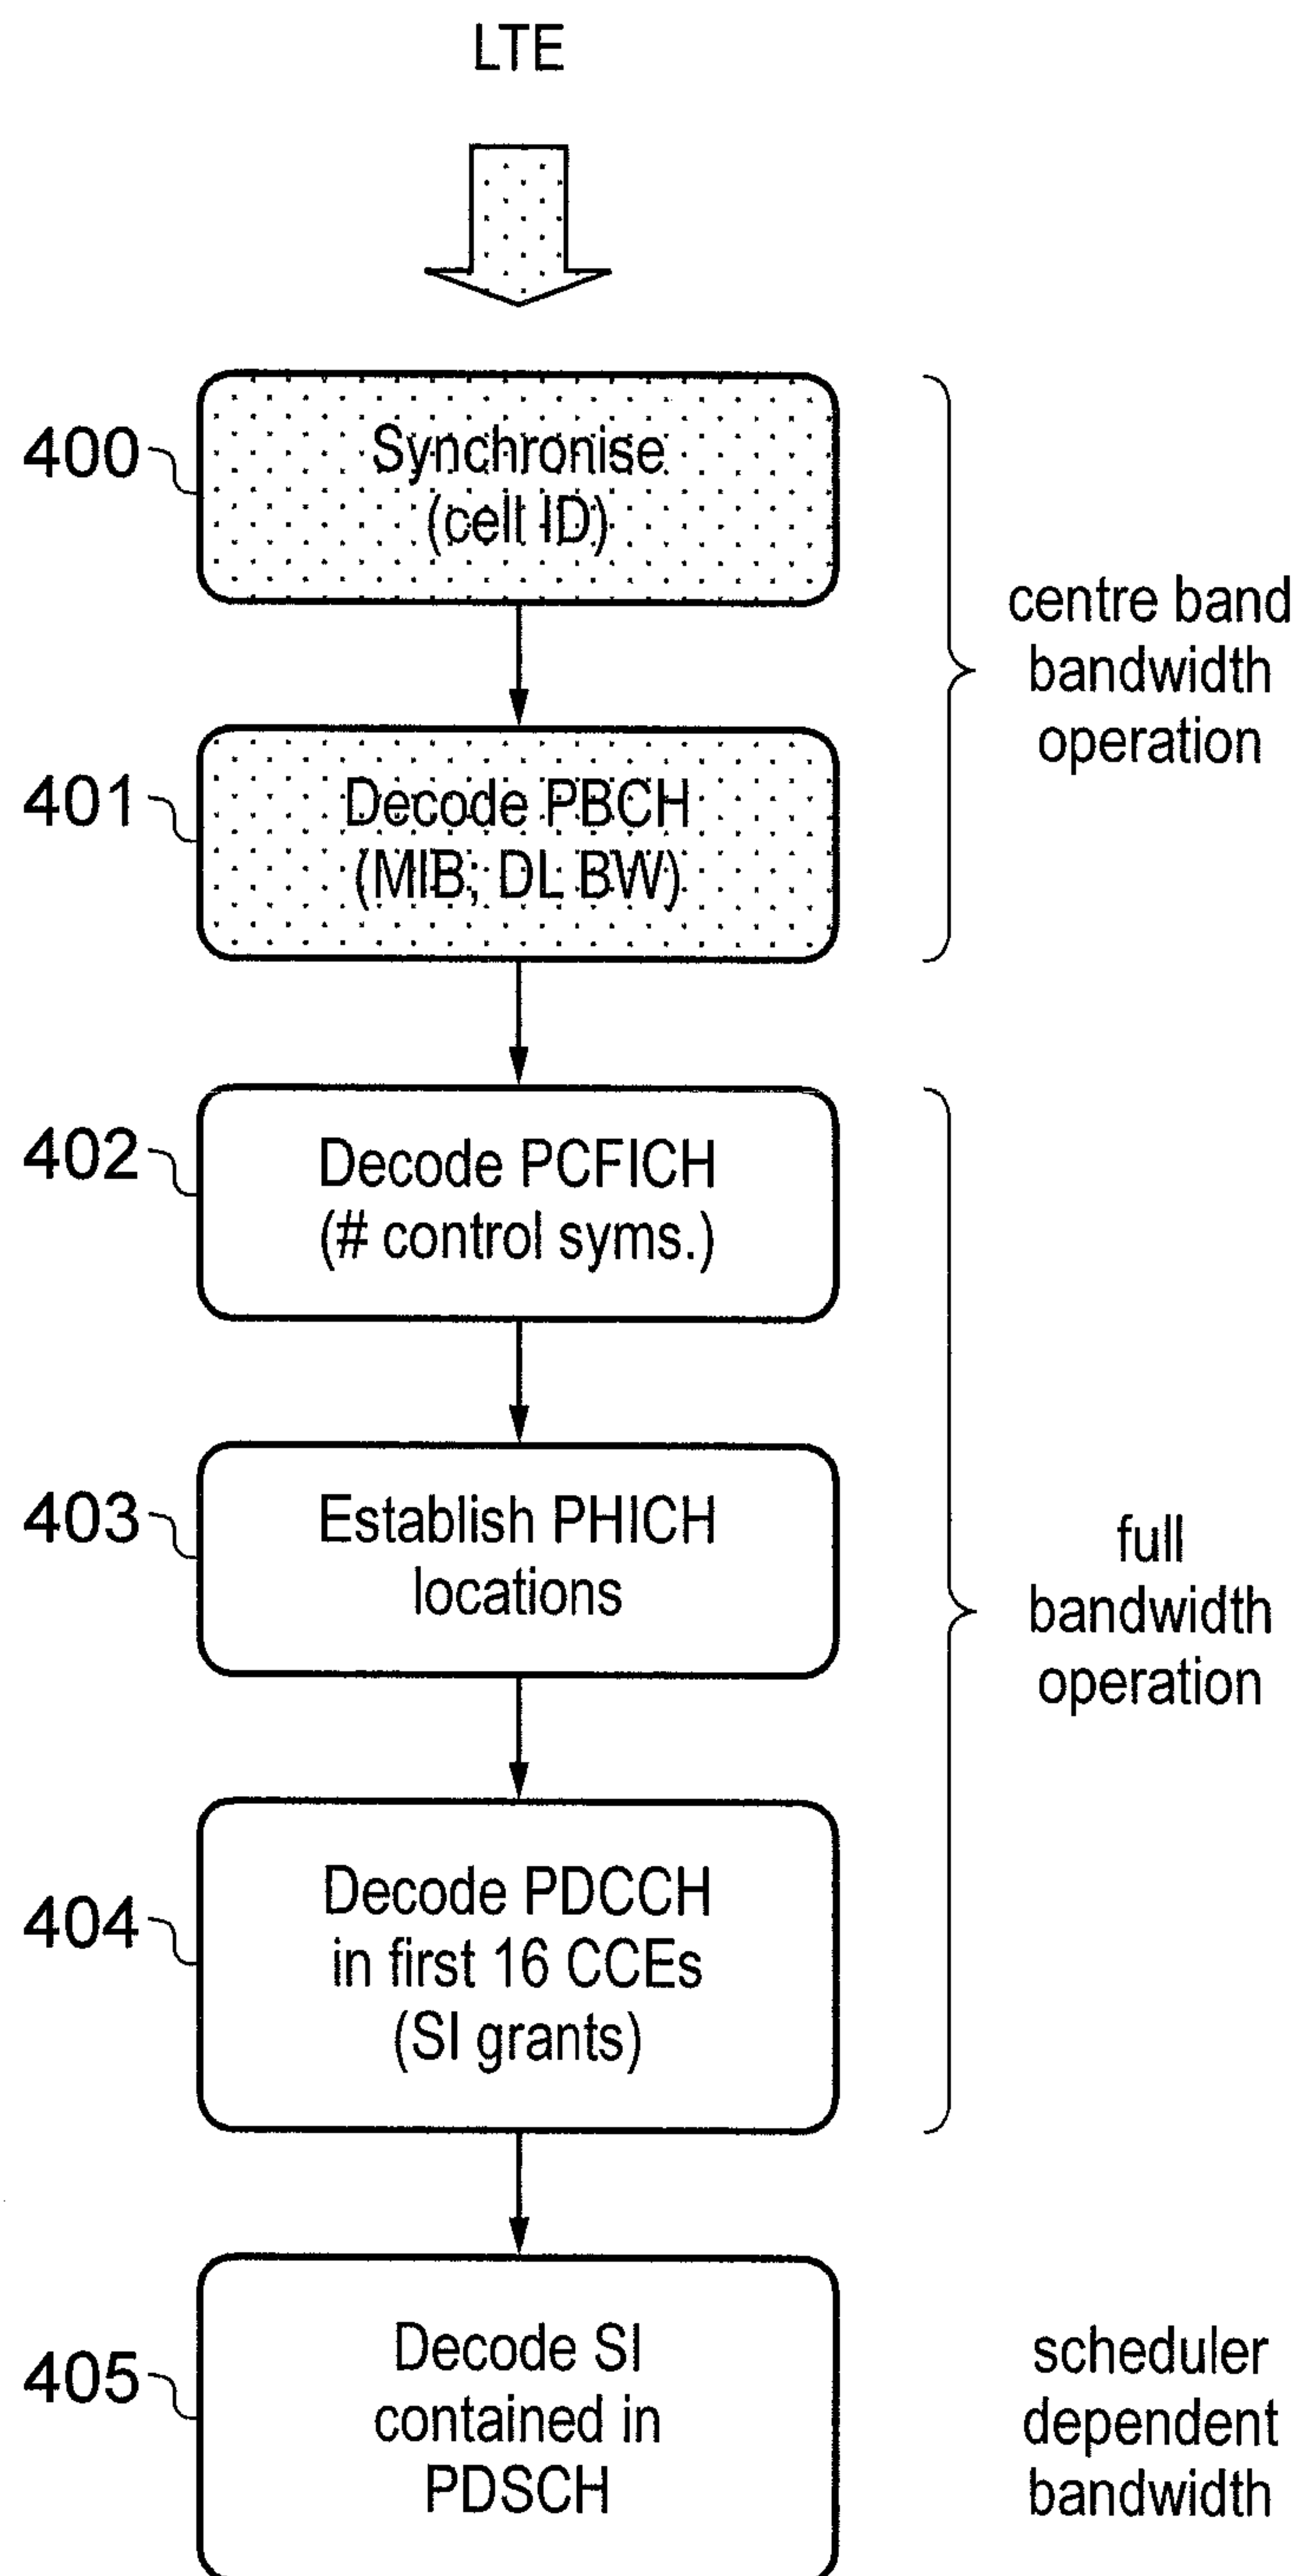 LTE
400
Synchronise
(cell ID)
centre band
bandwidth
operation
401
Decode PBCH
(MIB; DL BW)
402
Decode PCFICH
(# control syms.)
403
Establish PHICH
locations
full
bandwidth
operation
404
Decode PDCCH
in first 16 CCEs
(SI grants)
405
Decode SI
contained in
PDSCH
scheduler
dependent
bandwidth